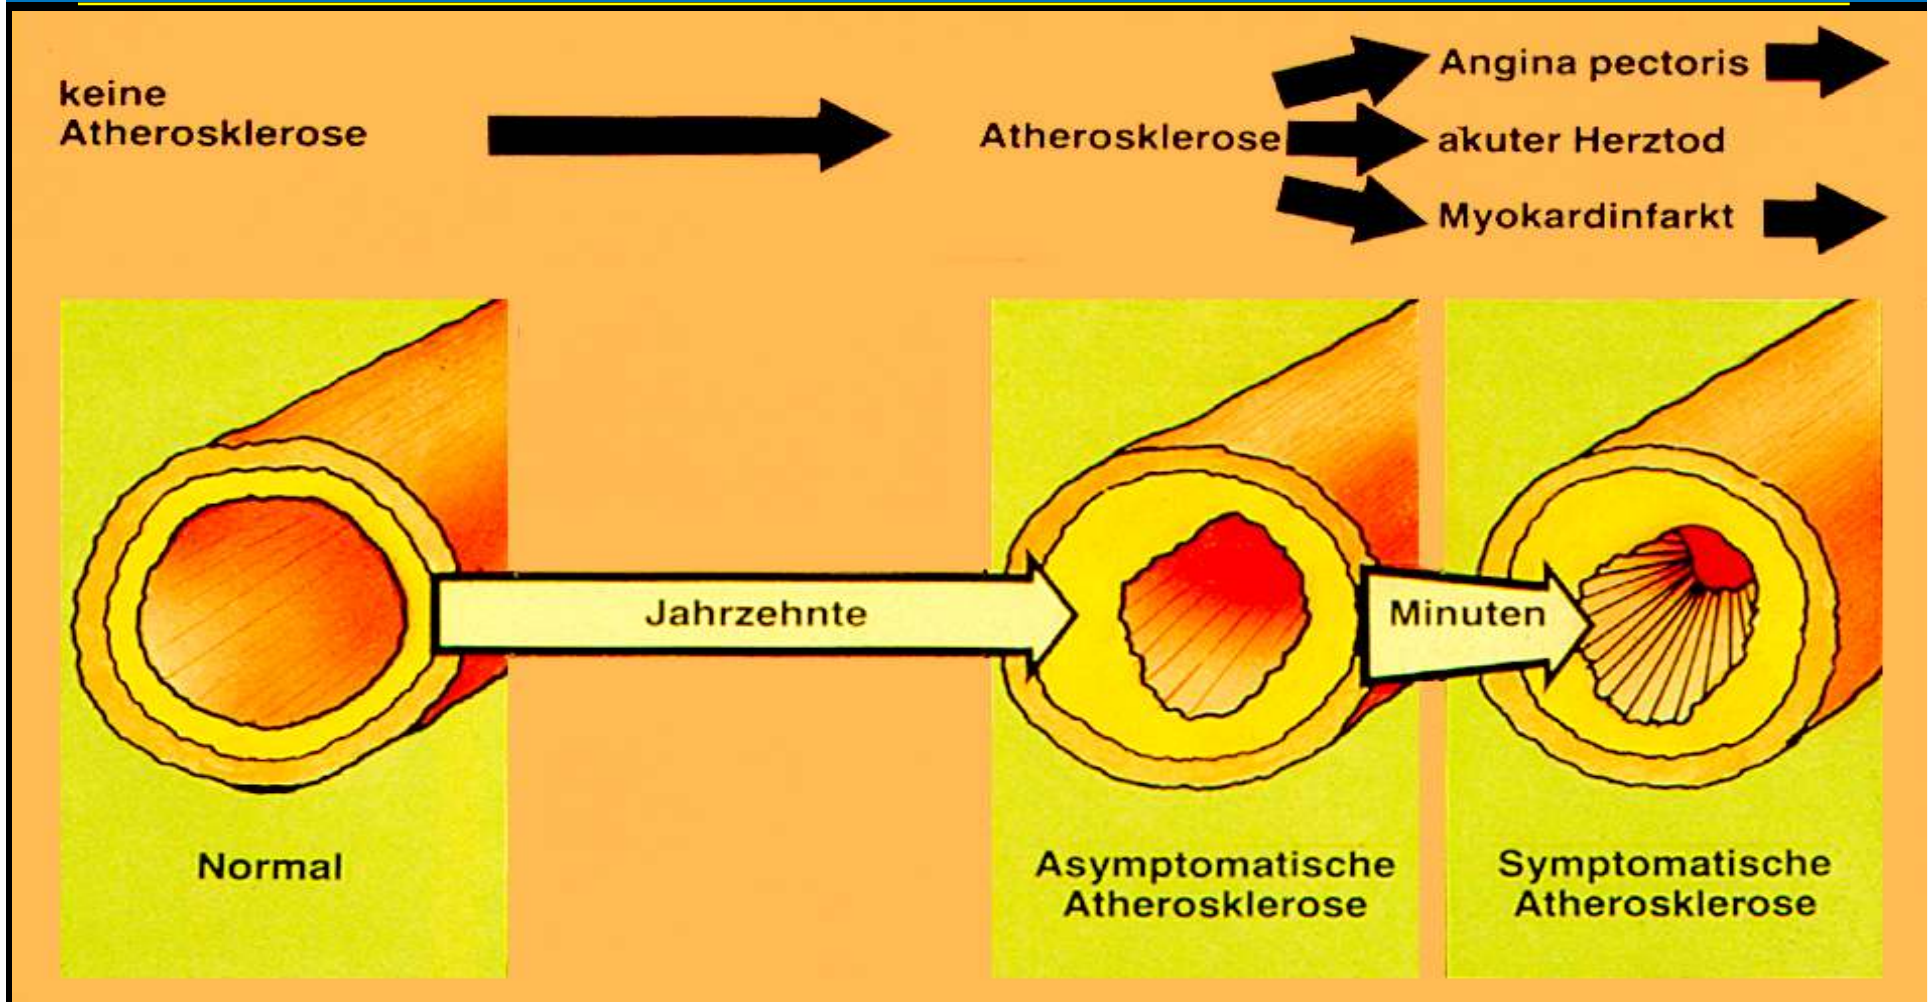 keine
Atherosklerose
Atherosklerose
Angina pectoris
akuter Herztod
Myokardinfarkt
Jahrzehnte
Minuten
Normal
Asymptomatische
Atherosklerose
Symptomatische
Atherosklerose